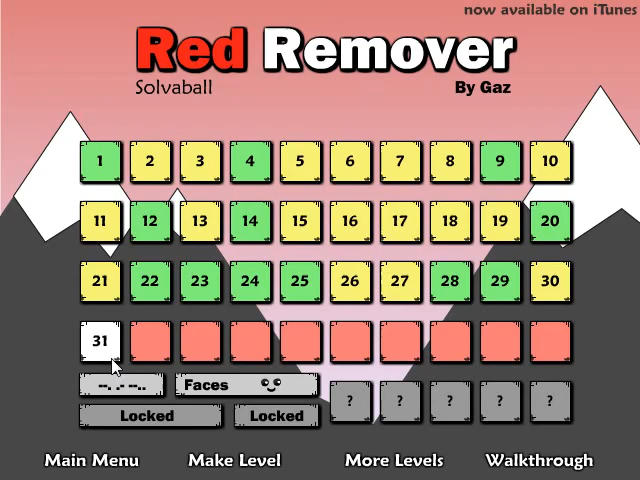 now available on iTunes
Red Remover
Solvaball By Gaz
1 2 3 4 5 6 7 8 9 10
11 12 13 14 15 16 17 18 19 20
21 22 23 24 25 26 27 28 29 30
31
--. .- --.. Faces
? ? ? ? ?
Locked Locked
Main Menu Make Level More Levels Walkthrough